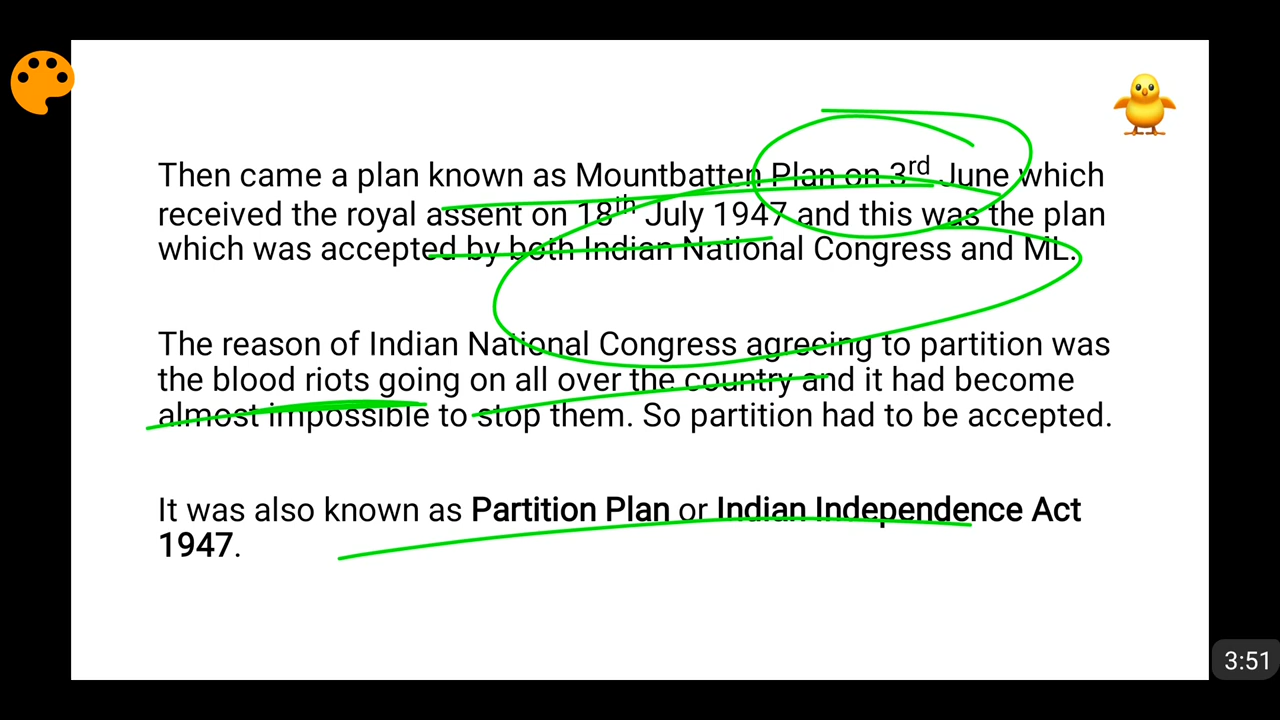 Then came a plan known as Mountbatten Plan on 3rd June which
received the royal assent on 18th July 1947 and this was the plan
which was accepted by both Indian National Congress and ML.
The reason of Indian National Congress agreeing to partition was
the blood riots going on all over the country and it had become
almost impossible to stop them. So partition had to be accepted.
It was also known as Partition Plan or Indian Independence Act
1947.
3:51